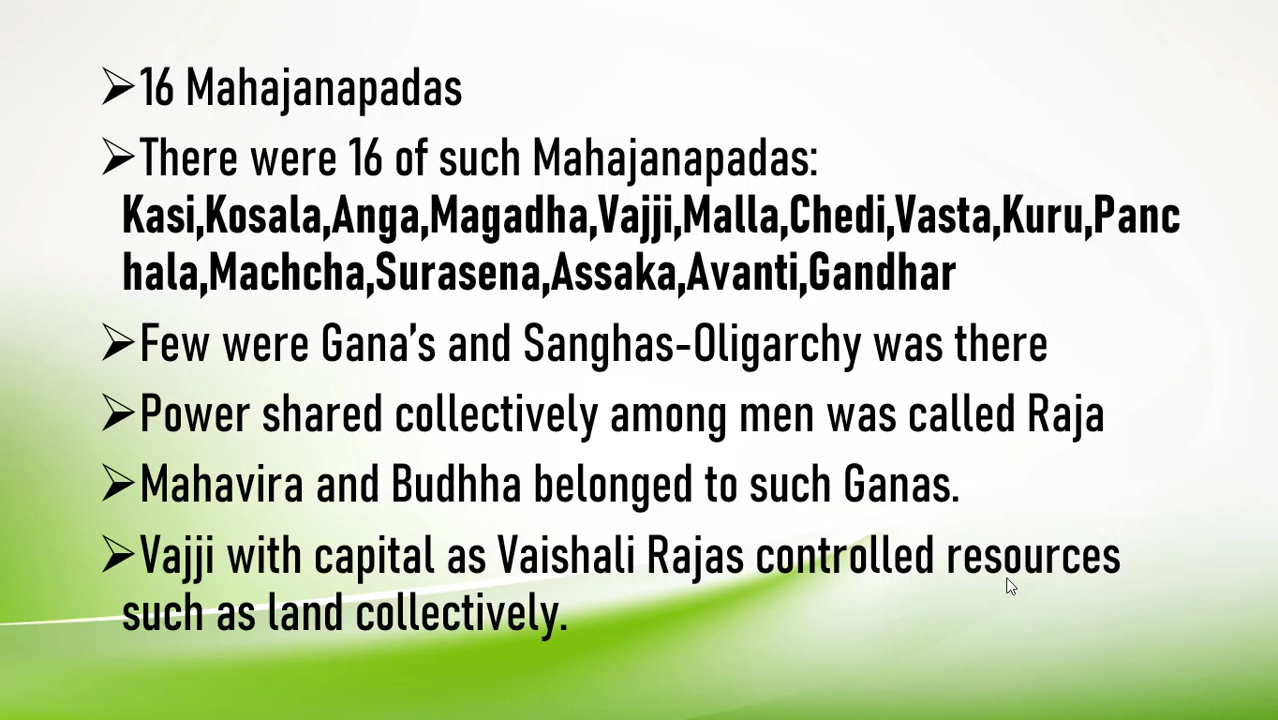 ➢16 Mahajanapadas
➢There were 16 of such Mahajanapadas:
Kasi,Kosala,Anga,Magadha,Vajji,Malla,Chedi,Vasta,Kuru,Panc
hala,Machcha,Surasena,Assaka,Avanti,Gandhar
➢Few were Gana’s and Sanghas-Oligarchy was there
➢Power shared collectively among men was called Raja
➢Mahavira and Budhha belonged to such Ganas.
➢Vajji with capital as Vaishali Rajas controlled resources
such as land collectively.